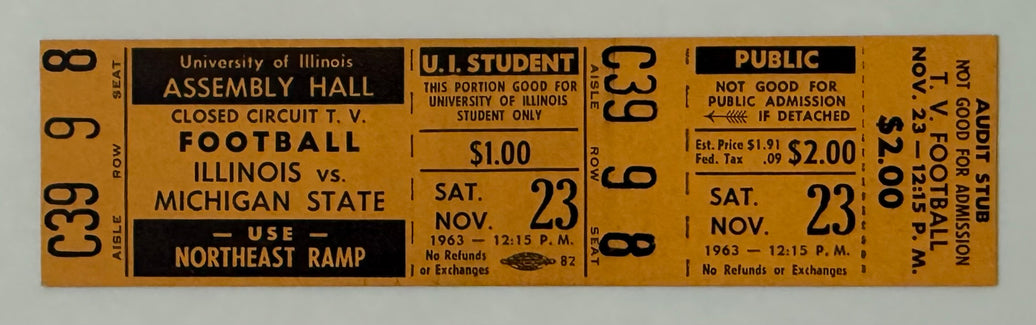 C39 9 8
AISLE ROW SEAT
University of Illinois
ASSEMBLY HALL
CLOSED CIRCUIT T. V.
FOOTBALL
ILLINOIS vs.
MICHIGAN STATE
— USE —
NORTHEAST RAMP
U. I. STUDENT
THIS PORTION GOOD FOR
UNIVERSITY OF ILLINOIS
STUDENT ONLY
$1.00
SAT.
NOV. 23
1963 — 12:15 P. M.
No Refunds
or Exchanges
82
AISLE ROW SEAT
C39 9 8
PUBLIC
NOT GOOD FOR
PUBLIC ADMISSION
IF DETACHED
Est. Price $1.91
Fed. Tax .09
$2.00
SAT.
NOV. 23
1963 — 12:15 P. M.
No Refunds or Exchanges
AUDIT STUB
NOT GOOD FOR ADMISSION
T. V. FOOTBALL
NOV. 23 — 12:15 P. M.
$2.00